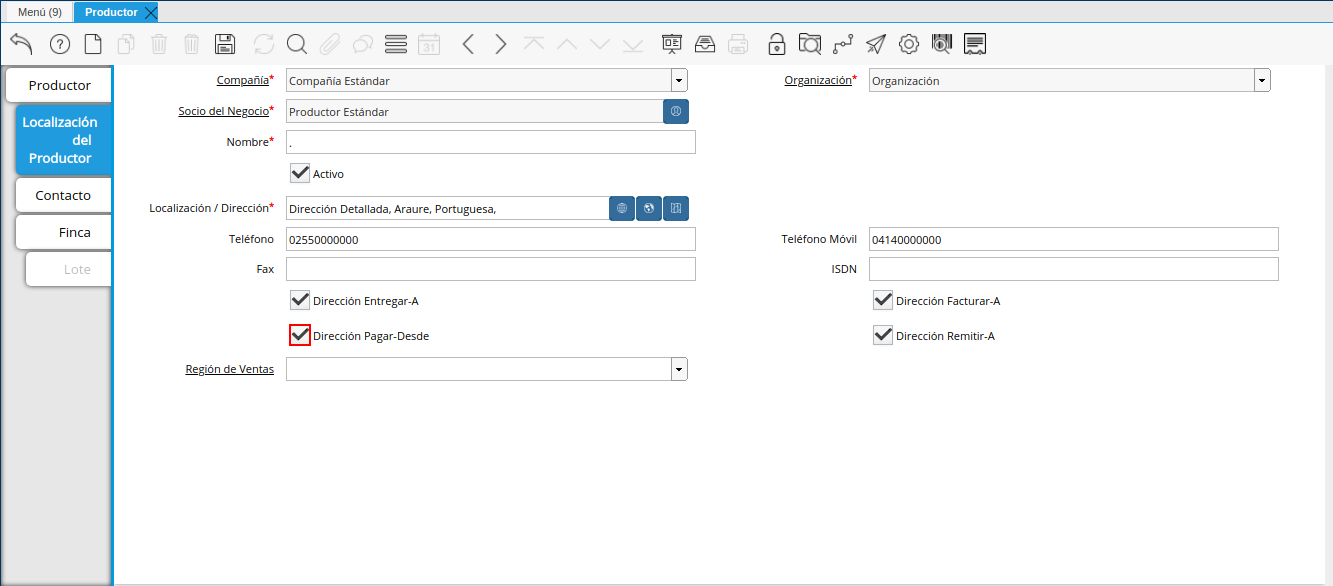 Menú (9) Productor
31
Productor
Localización del Productor
Contacto
Finca
Lote
Compañía* Compañía Estándar Organización* Organización
Socio del Negocio* Productor Estándar
Nombre* .
Activo
Localización / Dirección* Dirección Detallada, Araure, Portuguesa,
Teléfono 02550000000 Teléfono Móvil 04140000000
Fax ISDN
Dirección Entregar-A Dirección Facturar-A
Dirección Pagar-Desde Dirección Remitir-A
Región de Ventas